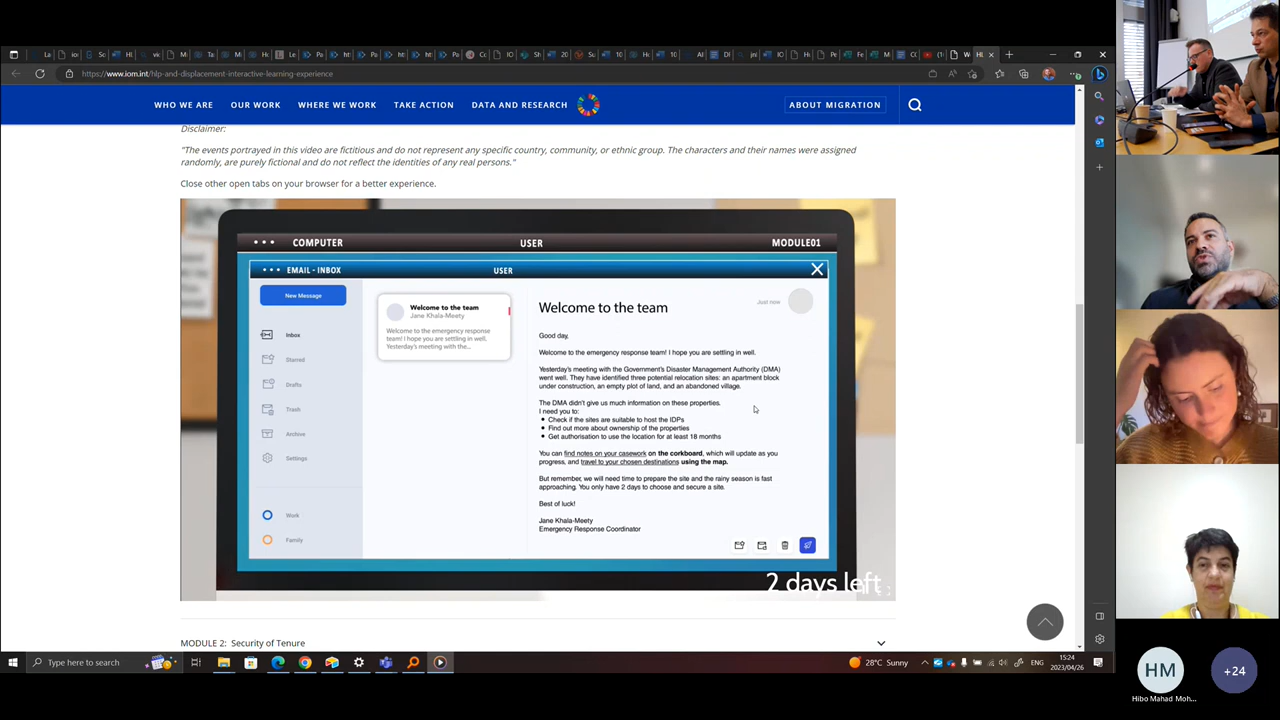 https://www.iom.int/hlp-and-displacement-interactive-learning-experience
WHO WE ARE
OUR WORK
WHERE WE WORK
TAKE ACTION
DATA AND RESEARCH
ABOUT MIGRATION
Disclaimer:
"The events portrayed in this video are fictitious and do not represent any specific country, community, or ethnic group. The characters and their names were assigned
randomly, are purely fictional and do not reflect the identities of any real persons."
Close other open tabs on your browser for a better experience.
COMPUTER
USER
MODULE01
EMAIL - INBOX
USER
New Message
Inbox
Starred
Drafts
Trash
Archive
Settings
Work
Family
Welcome to the team
Jane Khala-Meety
Welcome to the emergency response
team! I hope you are settling in well.
Yesterday's meeting with the...
Welcome to the team
Just now
Good day,
Welcome to the emergency response team! I hope you are settling in well.
Yesterday's meeting with the Government's Disaster Management Authority (DMA)
went well. They have identified three potential relocation sites: an apartment block
under construction, an empty plot of land, and an abandoned village.
The DMA didn't give us much information on these properties.
I need you to:
• Check if the sites are suitable to host the IDPs
• Find out more about ownership of the properties
• Get authorisation to use the location for at least 18 months
You can find notes on your casework on the corkboard, which will update as you
progress, and travel to your chosen destinations using the map.
But remember, we will need time to prepare the site and the rainy season is fast
approaching. You only have 2 days to choose and secure a site.
Best of luck!
Jane Khala-Meety
Emergency Response Coordinator
2 days left
MODULE 2: Security of Tenure
Type here to search
28°C Sunny
ENG
15:24
2023/04/26
HM
Hibo Mahad Moh...
+24